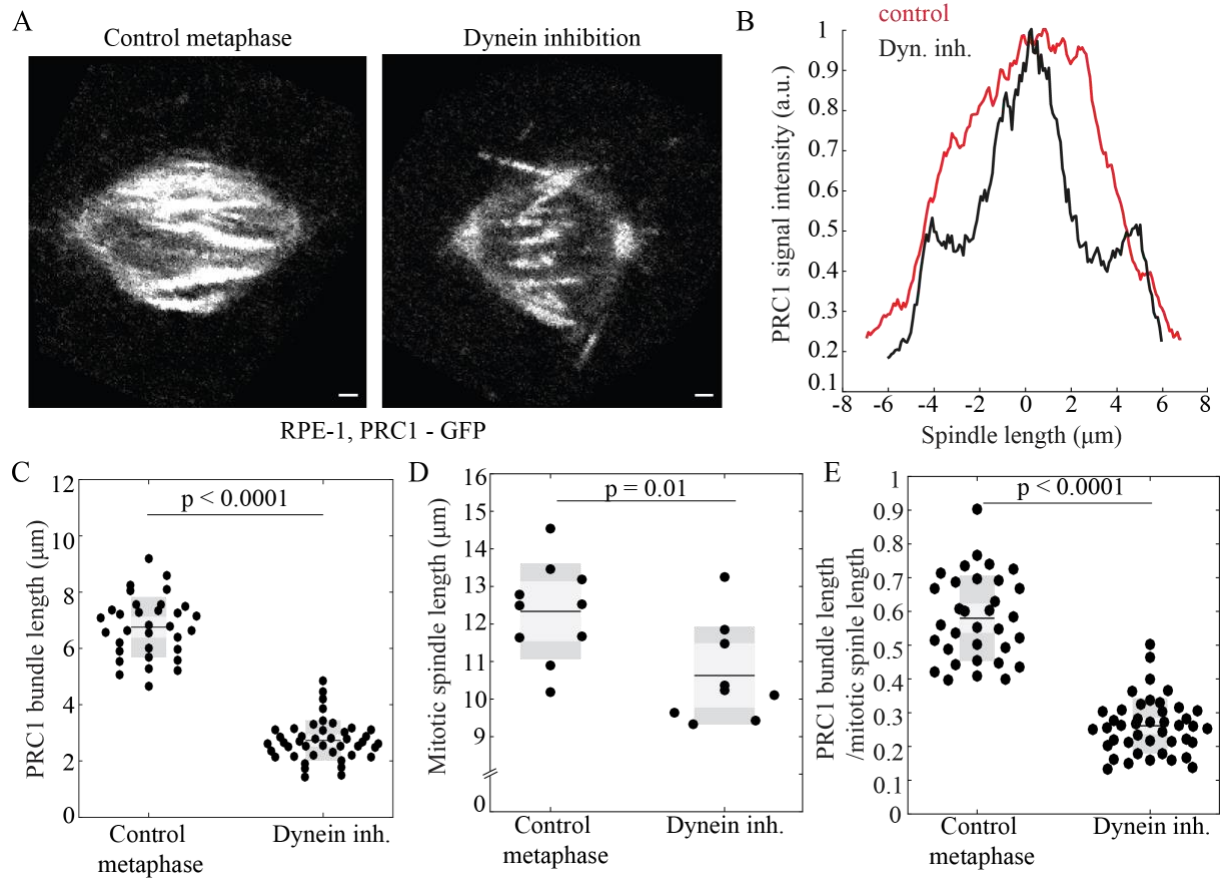 A
Control metaphase
Dynein inhibition
RPE-1, PRC1 - GFP
B
control
Dyn. inh.
PRC1 signal intensity (a.u.)
1
0.9
0.8
0.7
0.6
0.5
0.4
0.3
0.2
0.1
-8 -6 -4 -2 0 2 4 6 8
Spindle length (µm)
C
PRC1 bundle length (µm)
12
10
8
6
4
2
0
p < 0.0001
Control
metaphase
Dynein inh.
D
Mitotic spindle length (µm)
16
15
14
13
12
11
10
9
0
p = 0.01
Control
metaphase
Dynein inh.
E
PRC1 bundle length
/mitotic spinle length
1
0.9
0.8
0.7
0.6
0.5
0.4
0.3
0.2
0.1
0
p < 0.0001
Control
metaphase
Dynein inh.